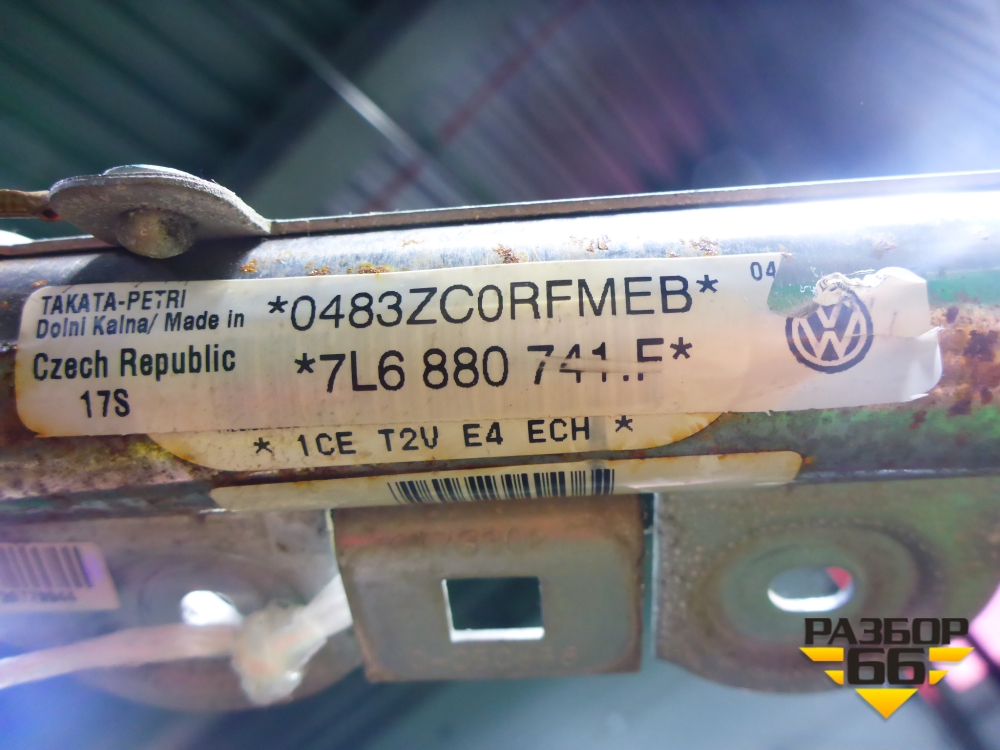 TAKATA-PETRI
Dolni Kalna/ Made in
Czech Republic
17S
*0483ZC0RFMEB*
04
*7L6 880 741.F*
* 1CE T2U E4 ECH *
РАЗБОР
66